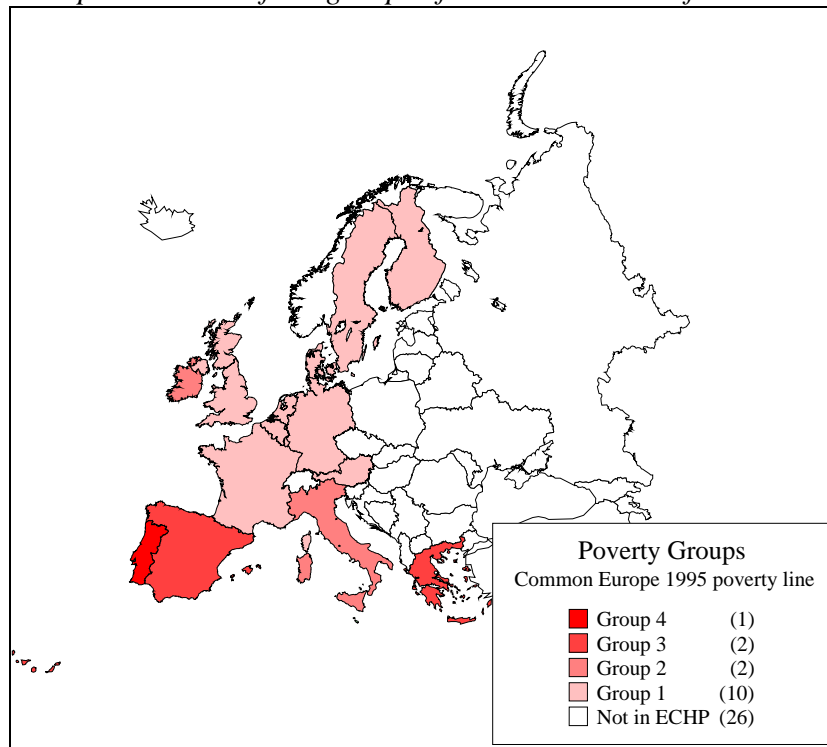 Poverty Groups
Common Europe 1995 poverty line
Group 4 (1)
Group 3 (2)
Group 2 (2)
Group 1 (10)
Not in ECHP (26)